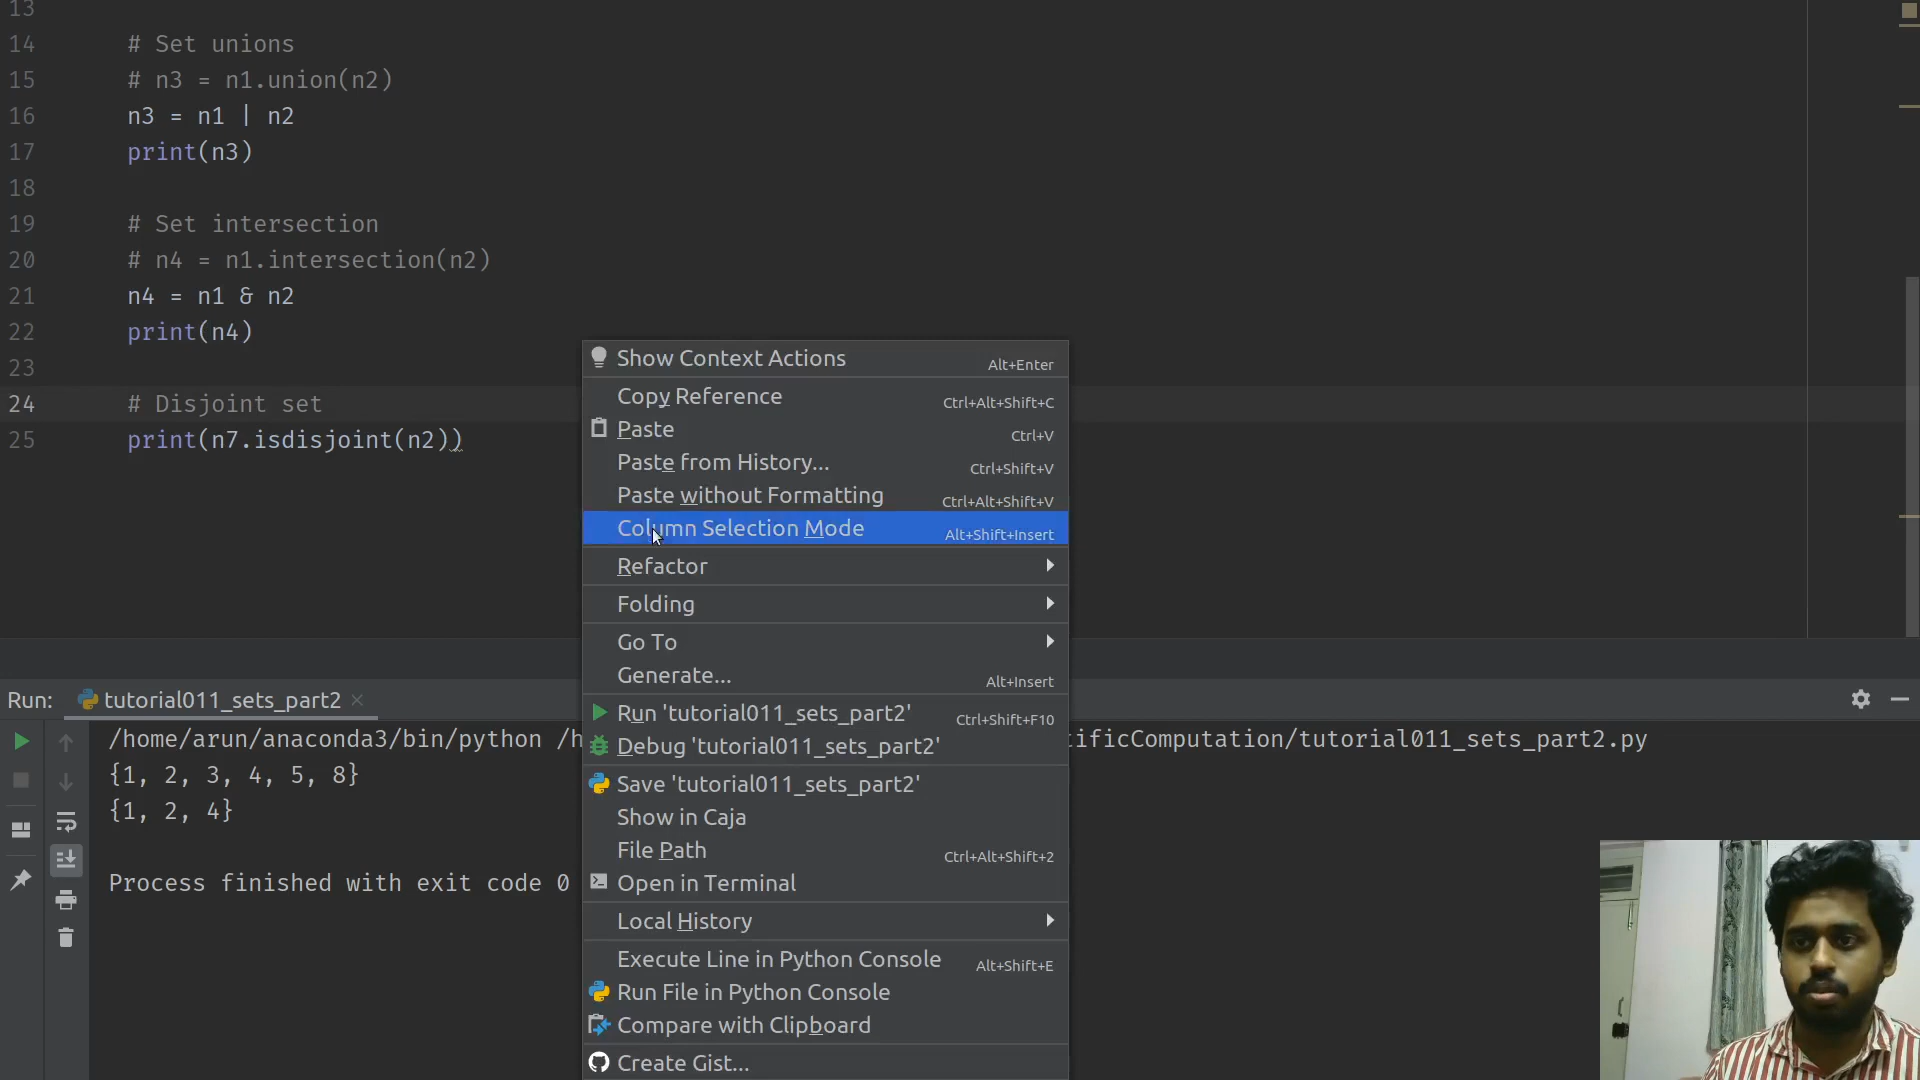 13
14 # Set unions
15 # n3 = n1.union(n2)
16 n3 = n1 | n2
17 print(n3)
18
19 # Set intersection
20 # n4 = n1.intersection(n2)
21 n4 = n1 & n2
22 print(n4)
23
24 # Disjoint set
25 print(n7.isdisjoint(n2))
Show Context Actions Alt+Enter
Copy Reference Ctrl+Alt+Shift+C
Paste Ctrl+V
Paste from History... Ctrl+Shift+V
Paste without Formatting Ctrl+Alt+Shift+V
Column Selection Mode Alt+Shift+Insert
Refactor
Folding
Go To
Generate... Alt+Insert
Run 'tutorial011_sets_part2' Ctrl+Shift+F10
Debug 'tutorial011_sets_part2'
Save 'tutorial011_sets_part2'
Show in Caja
File Path Ctrl+Alt+Shift+2
Open in Terminal
Local History
Execute Line in Python Console Alt+Shift+E
Run File in Python Console
Compare with Clipboard
Create Gist...
Run: tutorial011_sets_part2
/home/arun/anaconda3/bin/python /h tificComputation/tutorial011_sets_part2.py
{1, 2, 3, 4, 5, 8}
{1, 2, 4}
Process finished with exit code 0